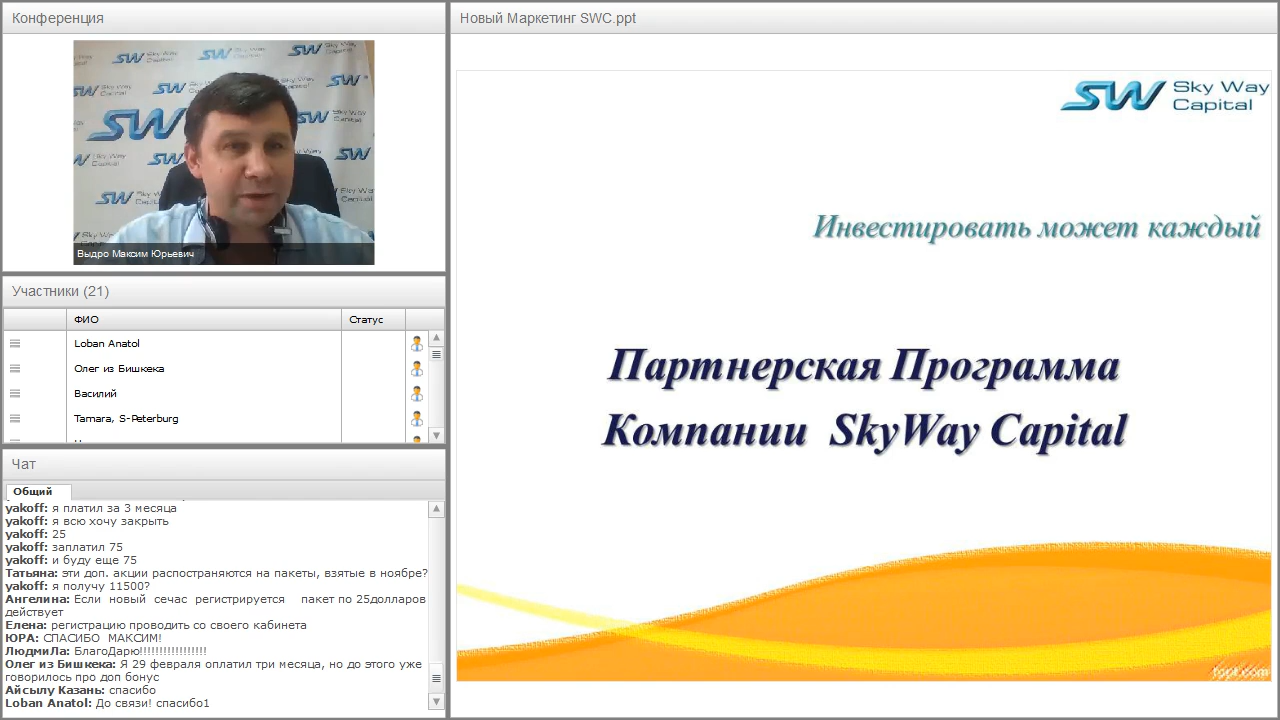 Конференция
Выдро Максим Юрьевич
Участники (21)
ФИО
Статус
Loban Anatol
Олег из Бишкека
Василий
Tamara, S-Peterburg
Чат
Общий
yakoff: я платил за 3 месяца
yakoff: я всю хочу закрыть
yakoff: 25
yakoff: заплатил 75
yakoff: и буду еще 75
Татьяна: эти доп. акции распостраняются на пакеты, взятые в ноябре?
yakoff: я получу 11500?
Ангелина: Если новый сечас регистрируется пакет по 25долларов
действует
Елена: регистрацию проводить со своего кабинета
ЮРА: СПАСИБО МАКСИМ!
ЛюдмиЛа: БлагоДарю!!!!!!!!!!!!!!!!!
Олег из Бишкека: Я 29 февраля оплатил три месяца, но до этого уже
говорилось про доп бонус
Айсылу Казань: спасибо
Loban Anatol: До связи! спсибо1
Новый Маркетинг SWC.ppt
SW Sky Way
Capital
Инвестировать может каждый
Партнерская Программа
Компании SkyWay Capital
fppt.com